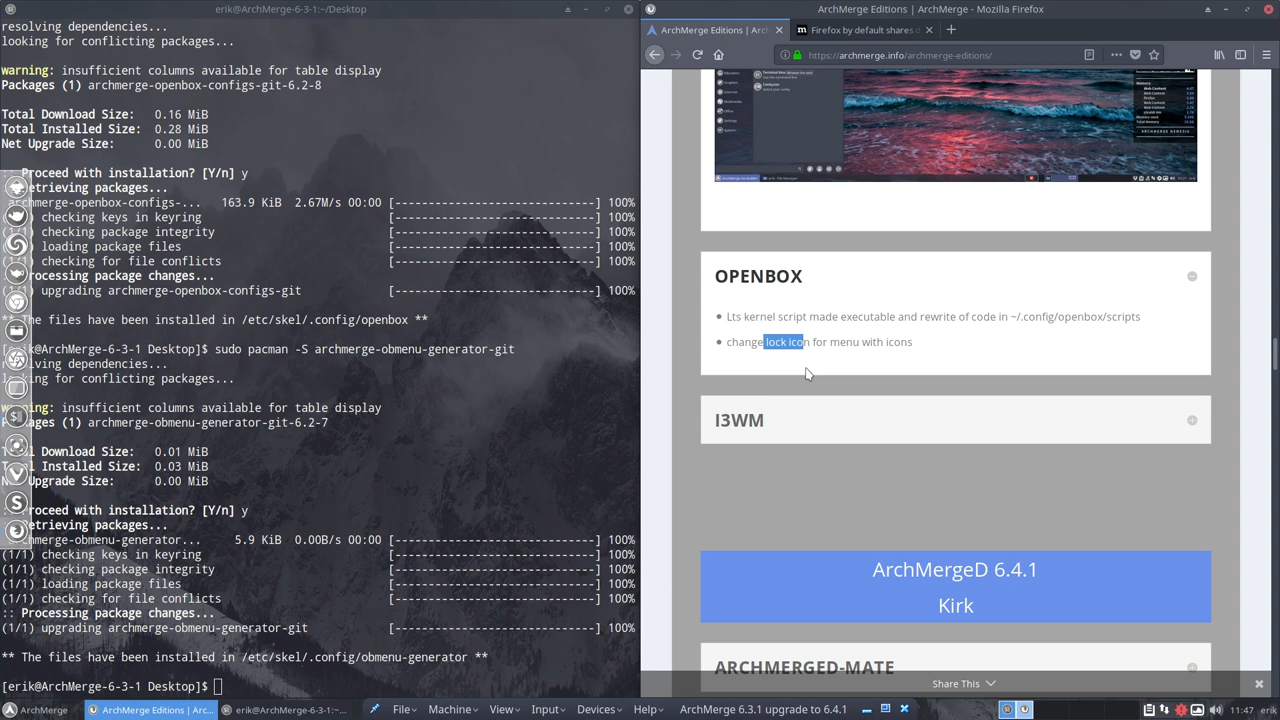 erik@ArchMerge-6-3-1:~/Desktop
resolving dependencies...
looking for conflicting packages...
warning: insufficient columns available for table display
archmerge-openbox-configs-git-6.2-8
Total Download Size: 0.16 MiB
Total Installed Size: 0.28 MiB
Net Upgrade Size: 0.00 MiB
Proceed with installation? [Y/n] y
etrieving packages...
archmerge-openbox-configs-... 163.9 KiB 2.67M/s 00:00 [----------------------------] 100%
checking keys in keyring [----------------------------] 100%
checking package integrity [----------------------------] 100%
loading package files [----------------------------] 100%
checking for file conflicts [----------------------------] 100%
rocessing package changes...
upgrading archmerge-openbox-configs-git [----------------------------] 100%
** The files have been installed in /etc/skel/.config/openbox **
[erik@ArchMerge-6-3-1 Desktop]$ sudo pacman -S archmerge-obmenu-generator-git
resolving dependencies...
looking for conflicting packages...
warning: insufficient columns available for table display
ages (1) archmerge-obmenu-generator-git-6.2-7
Download Size: 0.01 MiB
Installed Size: 0.03 MiB
Upgrade Size: 0.00 MiB
roceed with installation? [Y/n] y
etrieving packages...
chmerge-obmenu-generator... 5.9 KiB 0.00B/s 00:00 [----------------------------] 100%
(1/1) checking keys in keyring [----------------------------] 100%
(1/1) checking package integrity [----------------------------] 100%
(1/1) loading package files [----------------------------] 100%
(1/1) checking for file conflicts [----------------------------] 100%
:: Processing package changes...
(1/1) upgrading archmerge-obmenu-generator-git [----------------------------] 100%
** The files have been installed in /etc/skel/.config/obmenu-generator **
[erik@ArchMerge-6-3-1 Desktop]$
ArchMerge Editions | ArchMerge - Mozilla Firefox
ArchMerge Editions | Arc
Firefox by default shares d
https://archmerge.info/archmerge-editions/
ARCHMERGE REMEDIO
OPENBOX
Lts kernel script made executable and rewrite of code in ~/.config/openbox/scripts
change lock icon for menu with icons
I3WM
ArchMergeD 6.4.1
Kirk
ARCHMERGED-MATE
Share This
ArchMerge
ArchMerge Editions | Arc...
erik@ArchMerge-6-3-1:~...
File Machine View Input Devices Help
ArchMerge 6.3.1 upgrade to 6.4.1
11:47 erik